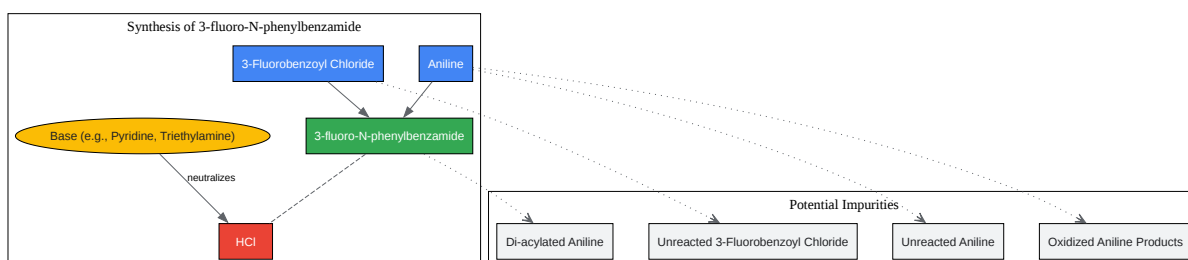 Synthesis of 3-fluoro-N-phenylbenzamide
3-Fluorobenzoyl Chloride
Aniline
Base (e.g., Pyridine, Triethylamine)
3-fluoro-N-phenylbenzamide
neutralizes
HCl
Potential Impurities
Di-acylated Aniline
Unreacted 3-Fluorobenzoyl Chloride
Unreacted Aniline
Oxidized Aniline Products